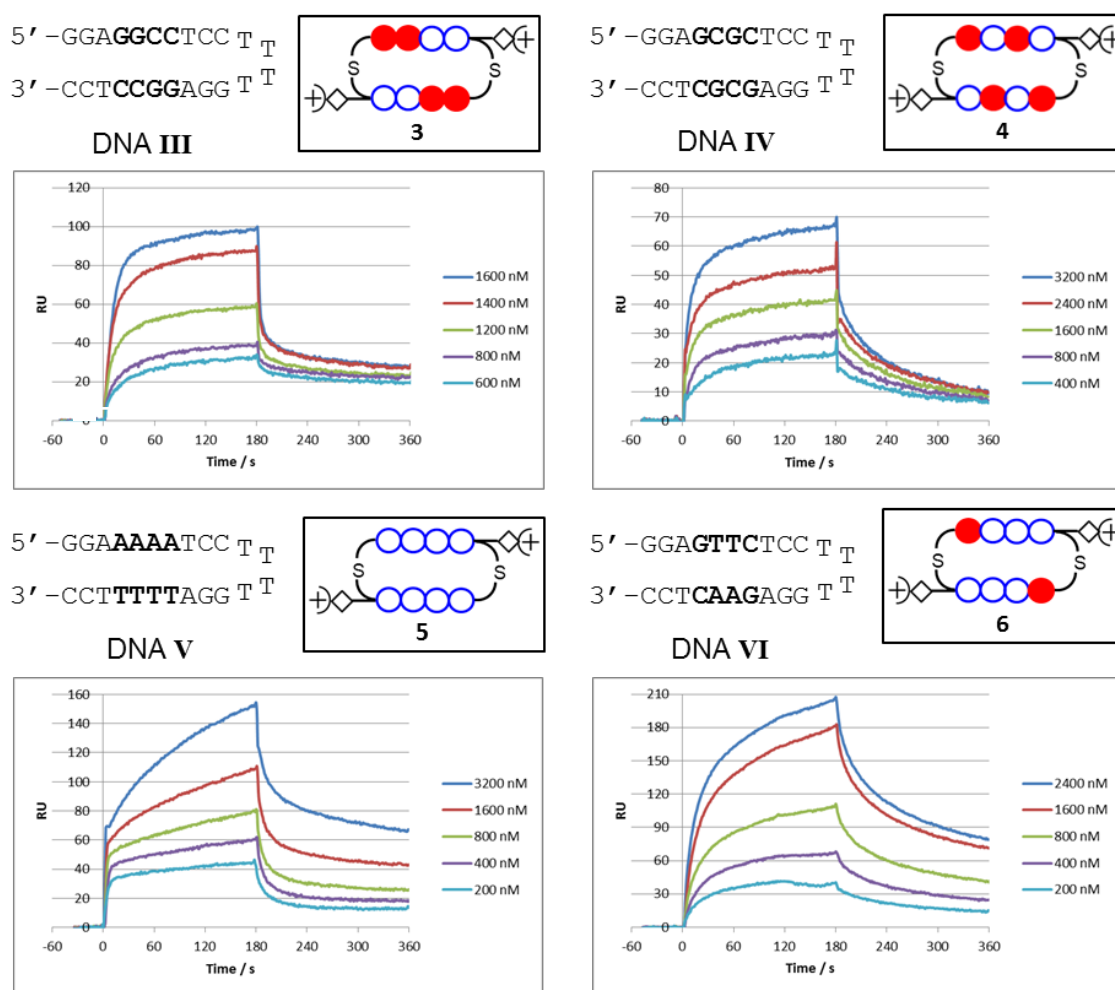 5′-GGAGGCCTCC T T
3′-CCTCCGGAGG T T
DNA III
S
S
3
5′-GGAGCGCTCC T T
3′-CCTCGCGAGG T T
DNA IV
S
S
4
120
100
80
60
40
20
0
RU
-60 0 60 120 180 240 300 360
Time / s
1600 nM
1400 nM
1200 nM
800 nM
600 nM
80
70
60
50
40
30
20
10
0
RU
-60 0 60 120 180 240 300 360
Time / s
3200 nM
2400 nM
1600 nM
800 nM
400 nM
5′-GGAAAAATCC T T
3′-CCTTTTTAGG T T
DNA V
S
S
5
5′-GGAGTTCTCC T T
3′-CCTCAAGAGG T T
DNA VI
S
S
6
160
140
120
100
80
60
40
20
0
RU
-60 0 60 120 180 240 300 360
Time / s
3200 nM
1600 nM
800 nM
400 nM
200 nM
210
180
150
120
90
60
30
0
RU
-60 0 60 120 180 240 300 360
Time / s
2400 nM
1600 nM
800 nM
400 nM
200 nM